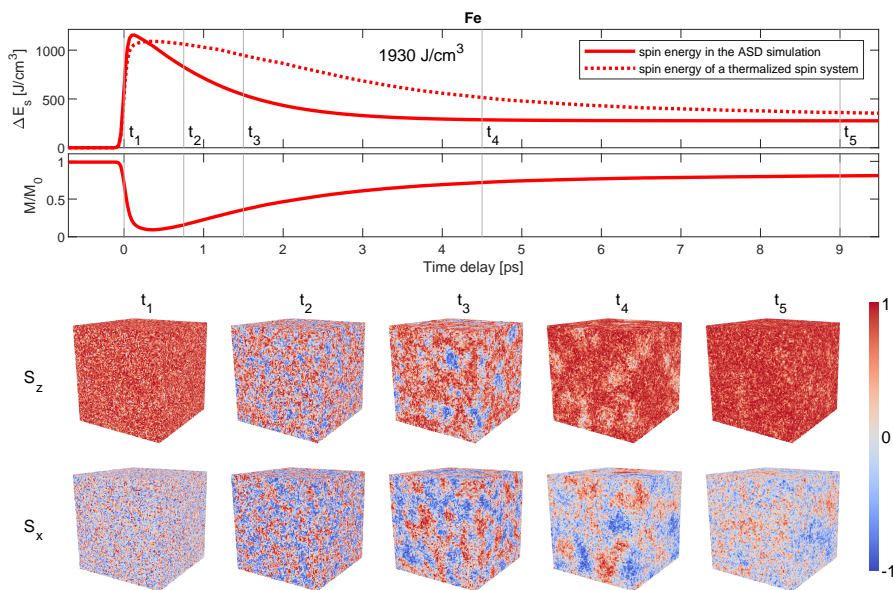 Fe
1000
500
0
ΔE_s [J/cm^3]
1930 J/cm^3
spin energy in the ASD simulation
spin energy of a thermalized spin system
t_1 t_2 t_3 t_4 t_5
1
0.5
0
M/M_0
0 1 2 3 4 5 6 7 8 9
Time delay [ps]
t_1 t_2 t_3 t_4 t_5
S_z
S_x
1
0
-1